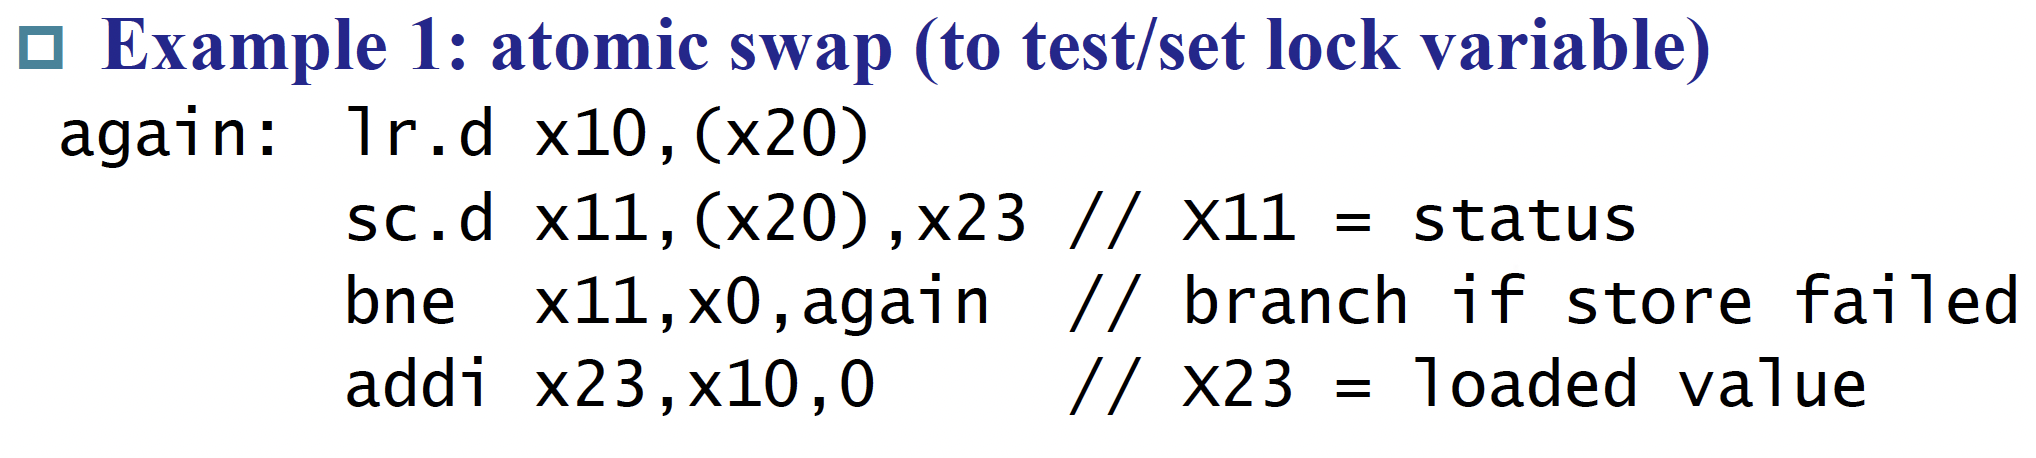 Example 1: atomic swap (to test/set lock variable)
again: lr.d x10,(x20)
sc.d x11,(x20),x23 // X11 = status
bne x11,x0,again // branch if store failed
addi x23,x10,0 // X23 = loaded value